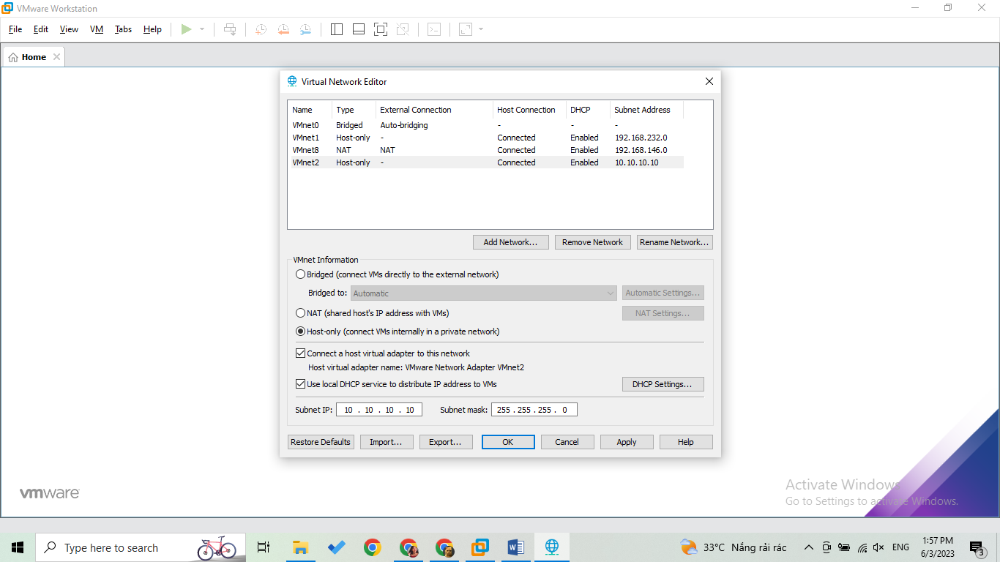 VMware Workstation
File Edit View VM Tabs Help
Home
Virtual Network Editor
Name Type External Connection Host Connection DHCP Subnet Address
VMnet0 Bridged Auto-bridging - - -
VMnet1 Host-only - Connected Enabled 192.168.232.0
VMnet8 NAT NAT Connected Enabled 192.168.146.0
VMnet2 Host-only - Connected Enabled 10.10.10.10
Add Network... Remove Network Rename Network...
VMnet Information
Bridged (connect VMs directly to the external network)
Bridged to: Automatic Automatic Settings...
NAT (shared host's IP address with VMs) NAT Settings...
Host-only (connect VMs internally in a private network)
Connect a host virtual adapter to this network
Host virtual adapter name: VMware Network Adapter VMnet2
Use local DHCP service to distribute IP address to VMs DHCP Settings...
Subnet IP: 10 . 10 . 10 . 10 Subnet mask: 255 . 255 . 255 . 0
Restore Defaults Import... Export... OK Cancel Apply Help
vmware
Activate Windows
Go to Settings to activate Windows.
Type here to search
33°C Nắng rải rác
ENG
1:57 PM
6/3/2023
3